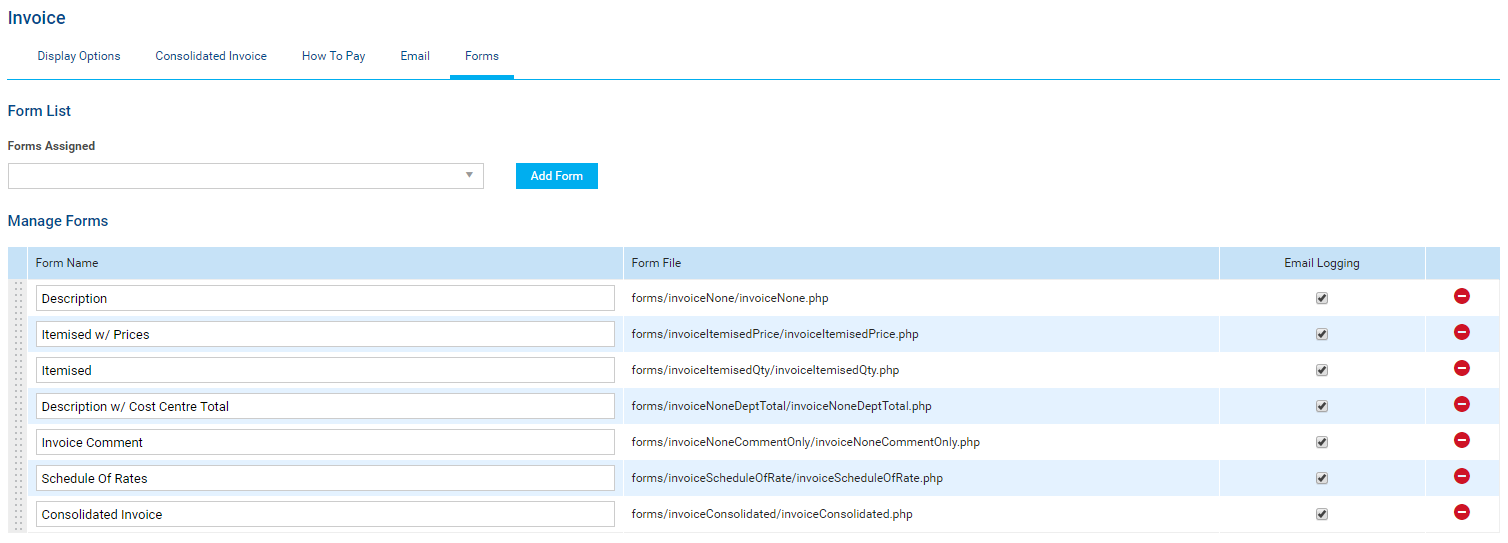 Invoice
Display Options Consolidated Invoice How To Pay Email Forms
Form List
Forms Assigned
Add Form
Manage Forms
Form Name Form File Email Logging
Description forms/invoiceNone/invoiceNone.php
Itemised w/ Prices forms/invoiceItemisedPrice/invoiceItemisedPrice.php
Itemised forms/invoiceItemisedQty/invoiceItemisedQty.php
Description w/ Cost Centre Total forms/invoiceNoneDeptTotal/invoiceNoneDeptTotal.php
Invoice Comment forms/invoiceNoneCommentOnly/invoiceNoneCommentOnly.php
Schedule Of Rates forms/invoiceScheduleOfRate/invoiceScheduleOfRate.php
Consolidated Invoice forms/invoiceConsolidated/invoiceConsolidated.php